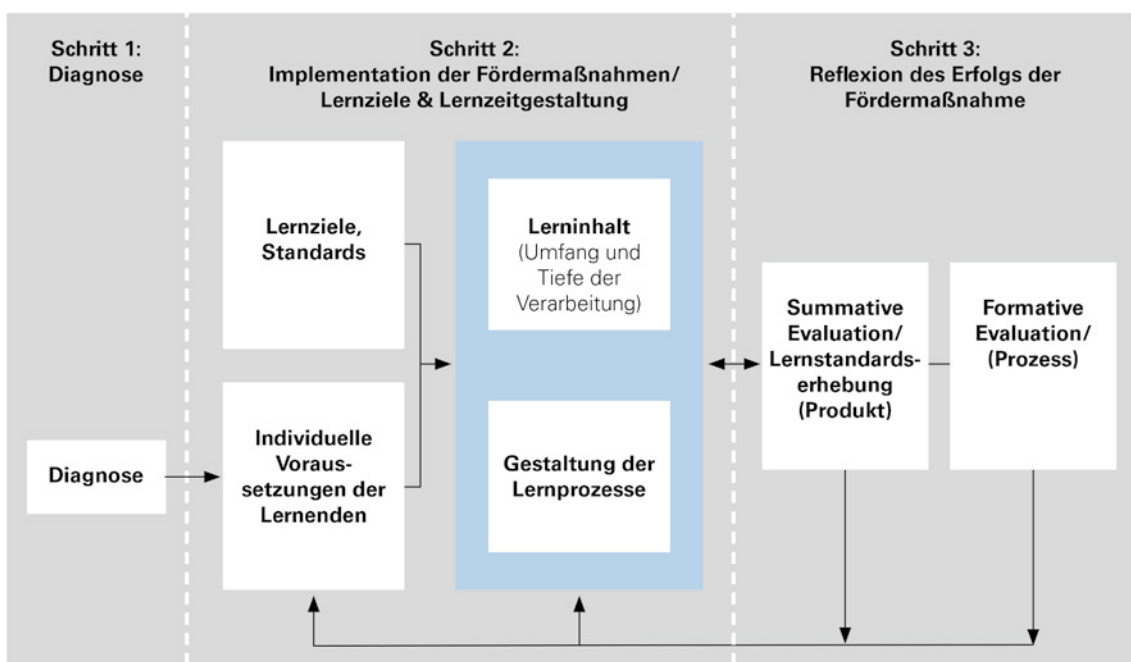 Schritt 1:
Diagnose
Schritt 2:
Implementation der Fördermaßnahmen/
Lernziele & Lernzeitgestaltung
Schritt 3:
Reflexion des Erfolgs der
Fördermaßnahme
Diagnose
Lernziele,
Standards
Individuelle
Voraus-
setzungen der
Lernenden
Lerninhalt
(Umfang und
Tiefe der
Verarbeitung)
Gestaltung der
Lernprozesse
Summative
Evaluation/
Lernstandards-
erhebung
(Produkt)
Formative
Evaluation/
(Prozess)